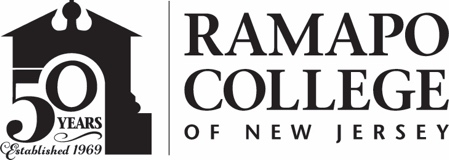 50
YEARS
Established 1969
RAMAPO
COLLEGE
OF NEW JERSEY